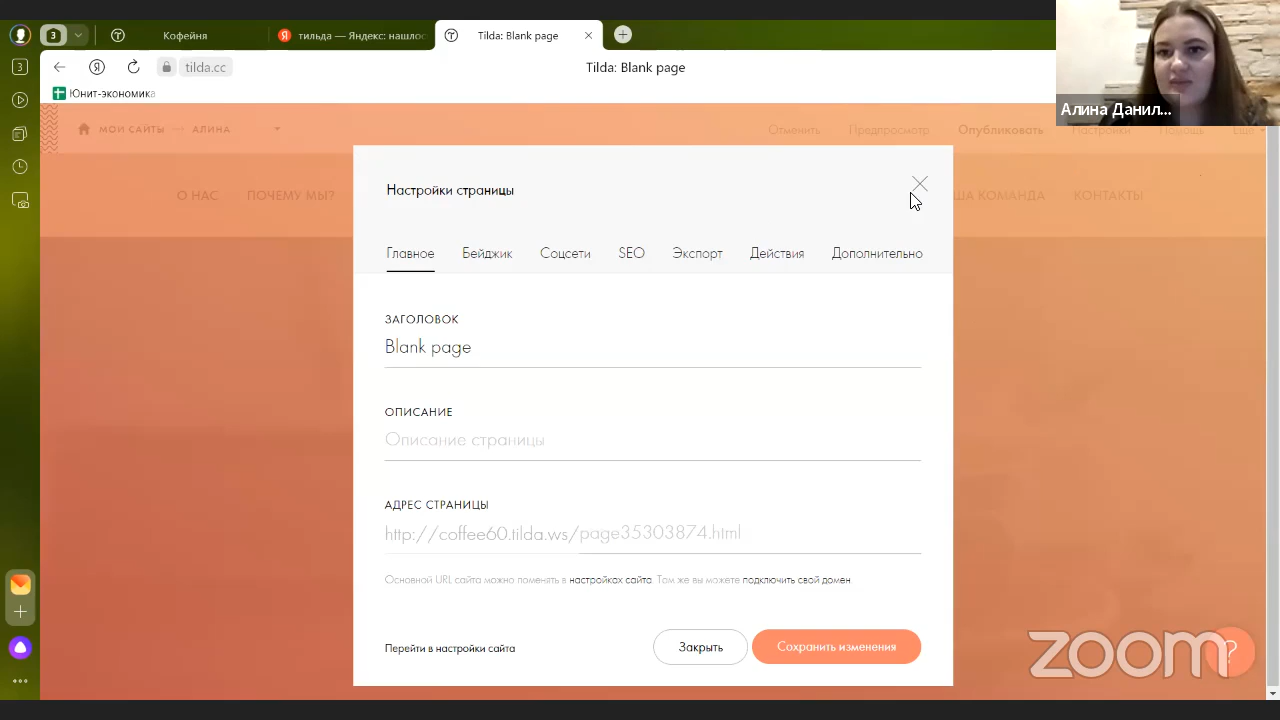 3
Кофейня
тильда — Яндекс: нашлос
Tilda: Blank page
3
tilda.cc
Tilda: Blank page
Юнит-экономика
МОИ САЙТЫ — АЛИНА
Отменить
Предпросмотр
Опубликовать
Настройки
Помощь
Ещё
О НАС
ПОЧЕМУ МЫ?
ША КОМАНДА
КОНТАКТЫ
Алина Данил...
Настройки страницы
Главное
Бейджик
Соцсети
SEO
Экспорт
Действия
Дополнительно
ЗАГОЛОВОК
Blank page
ОПИСАНИЕ
Описание страницы
АДРЕС СТРАНИЦЫ
http://coffee60.tilda.ws/page35303874.html
Основной URL сайта можно поменять в настройках сайта. Том же вы можете подключить свой домен.
Перейти в настройки сайта
Закрыть
Сохранить изменения
zoom
?